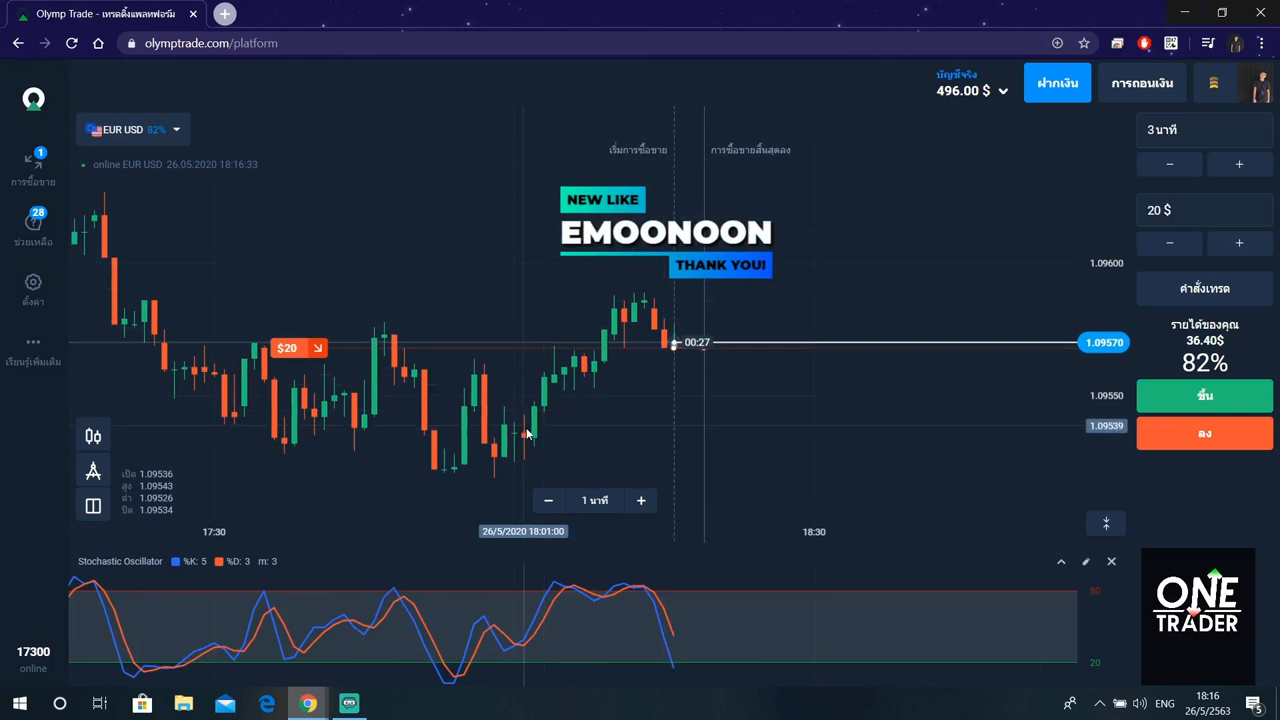 Olymp Trade - เทรดดิ้งแพลทฟอร์ม
olymptrade.com/platform
บัญชีจริง
496.00 $
ฝากเงิน
การถอนเงิน
EUR USD 82%
online EUR USD 26.05.2020 18:16:33
1
การซื้อขาย
28
ช่วยเหลือ
ตั้งค่า
เรียนรู้เพิ่มเติม
17300
online
เริ่มการซื้อขาย
การซื้อขายสิ้นสุดลง
NEW LIKE
EMOONOON
THANK YOU!
$20
00:27
1.09600
1.09570
1.09550
1.09539
เปิด 1.09536
สูง 1.09543
ต่ำ 1.09526
ปิด 1.09534
1 นาที
17:30
26/5/2020 18:01:00
18:30
Stochastic Oscillator %K: 5 %D: 3 m: 3
80
20
3 นาที
20 $
คำสั่งเทรด
รายได้ของคุณ
36.40$
82%
ขึ้น
ลง
ONE
TRADER
ENG
18:16
26/5/2563
5